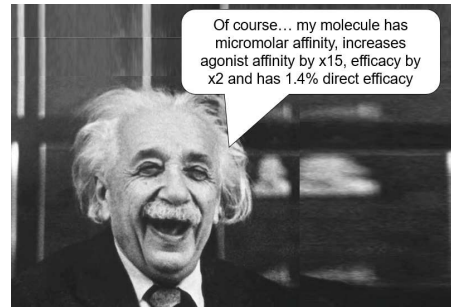 Of course... my molecule has
micromolar affinity, increases
agonist affinity by x15, efficacy by
x2 and has 1.4% direct efficacy